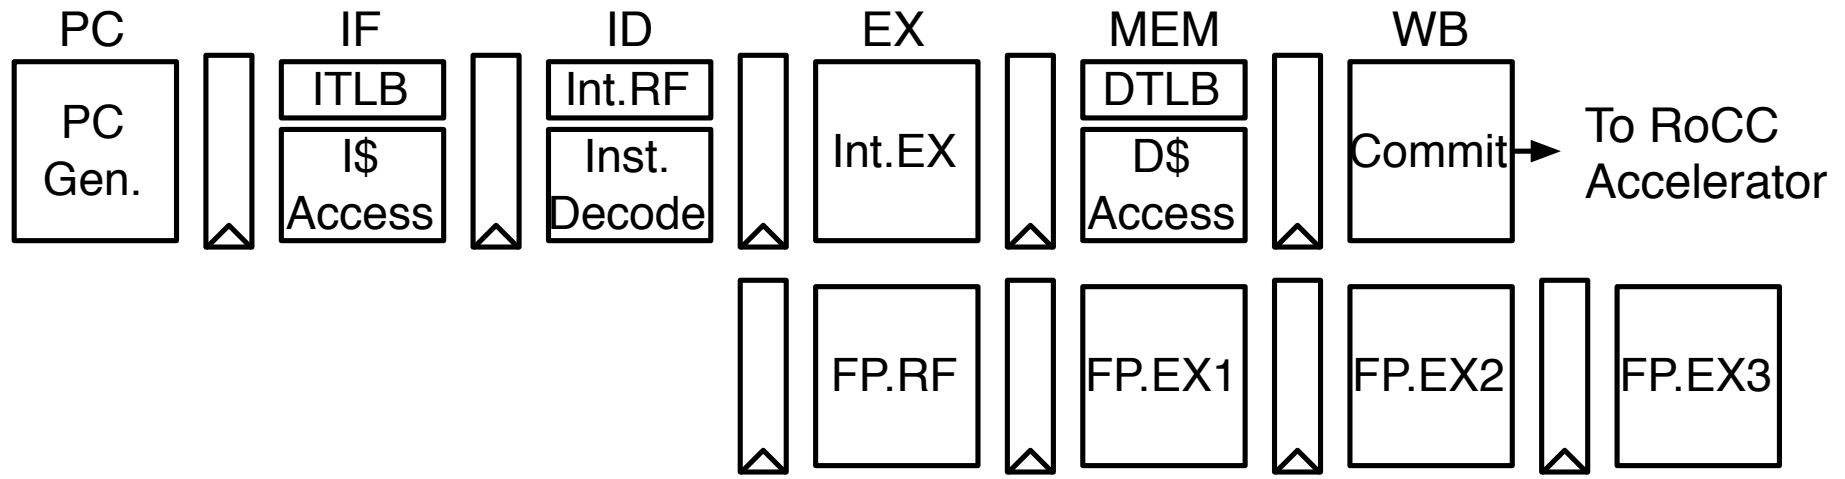 PC IF ID EX MEM WB
ITLB Int.RF DTLB
PC
Gen.
I$
Access
Inst.
Decode
Int.EX
D$
Access
Commit
To RoCC
Accelerator
FP.RF FP.EX1 FP.EX2 FP.EX3